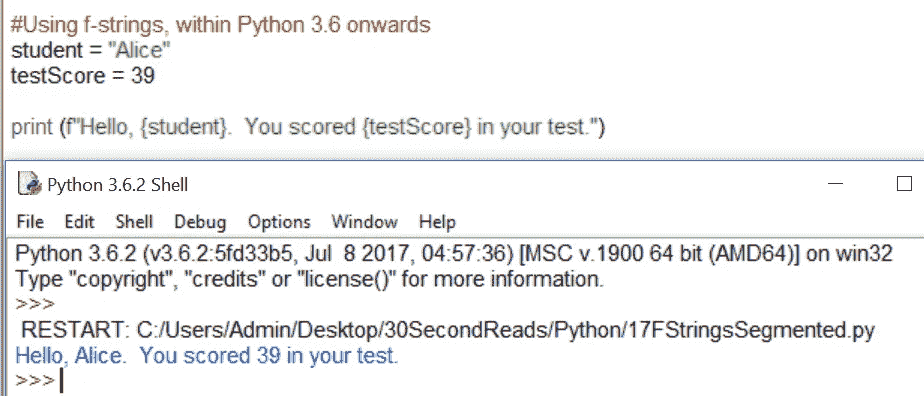 #Using f-strings, within Python 3.6 onwards
student = "Alice"
testScore = 39
print (f"Hello, {student}.  You scored {testScore} in your test.")
Python 3.6.2 Shell
File Edit Shell Debug Options Window Help
Python 3.6.2 (v3.6.2:5fd33b5, Jul  8 2017, 04:57:36) [MSC v.1900 64 bit (AMD64)] on win32
Type "copyright", "credits" or "license()" for more information.
>>>
 RESTART: C:/Users/Admin/Desktop/30SecondReads/Python/17FStringsSegmented.py
Hello, Alice.  You scored 39 in your test.
>>>